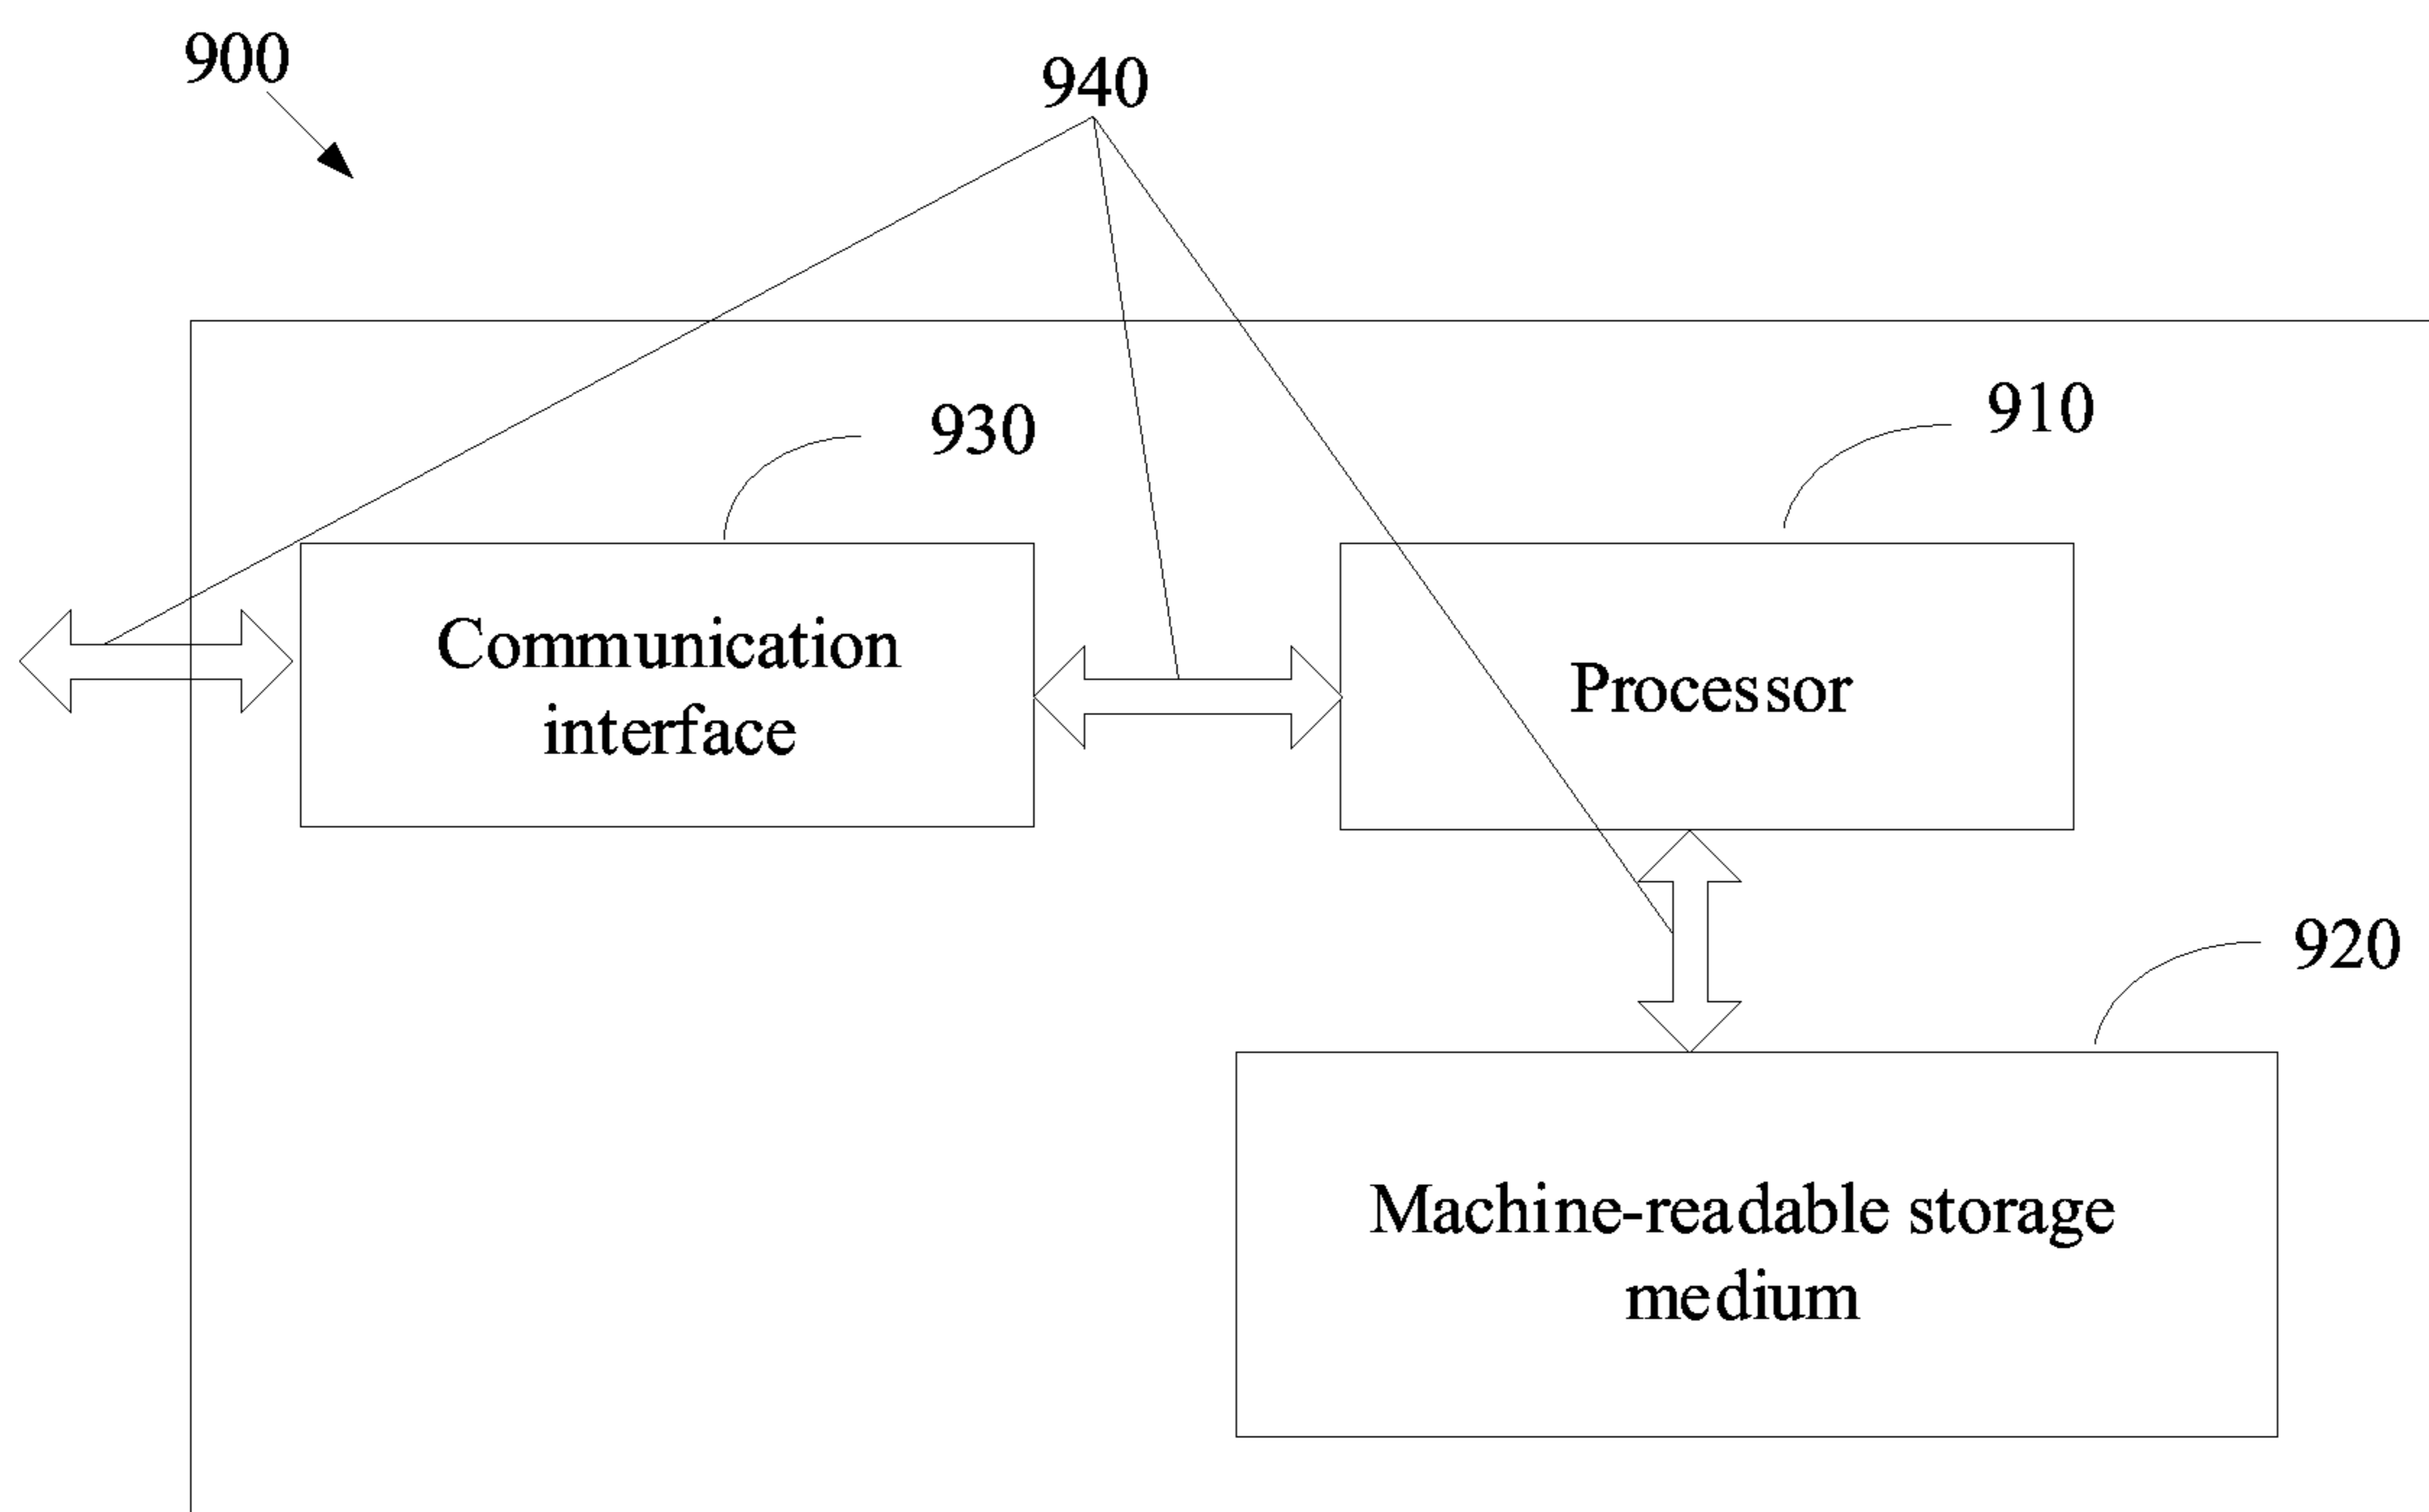 900
940
930
910
Communication
interface
Processor
920
Machine-readable storage
medium